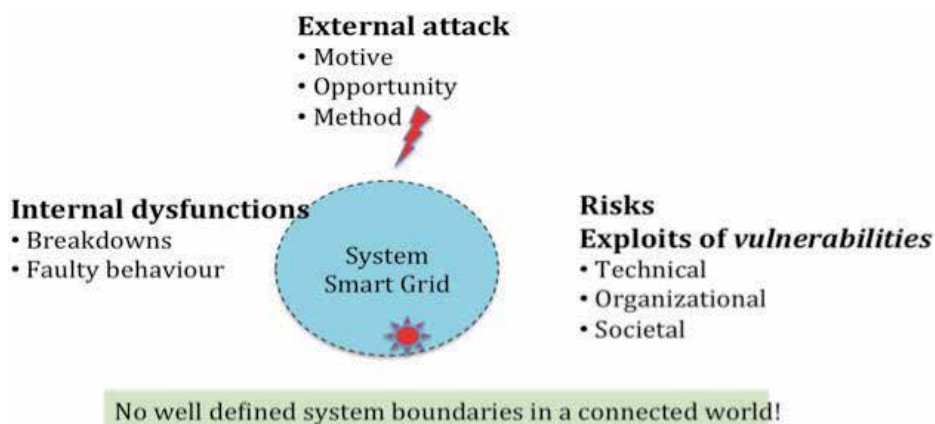 External attack
• Motive
• Opportunity
• Method
Internal dysfunctions
• Breakdowns
• Faulty behaviour
System
Smart Grid
Risks
Exploits of vulnerabilities
• Technical
• Organizational
• Societal
No well defined system boundaries in a connected world!